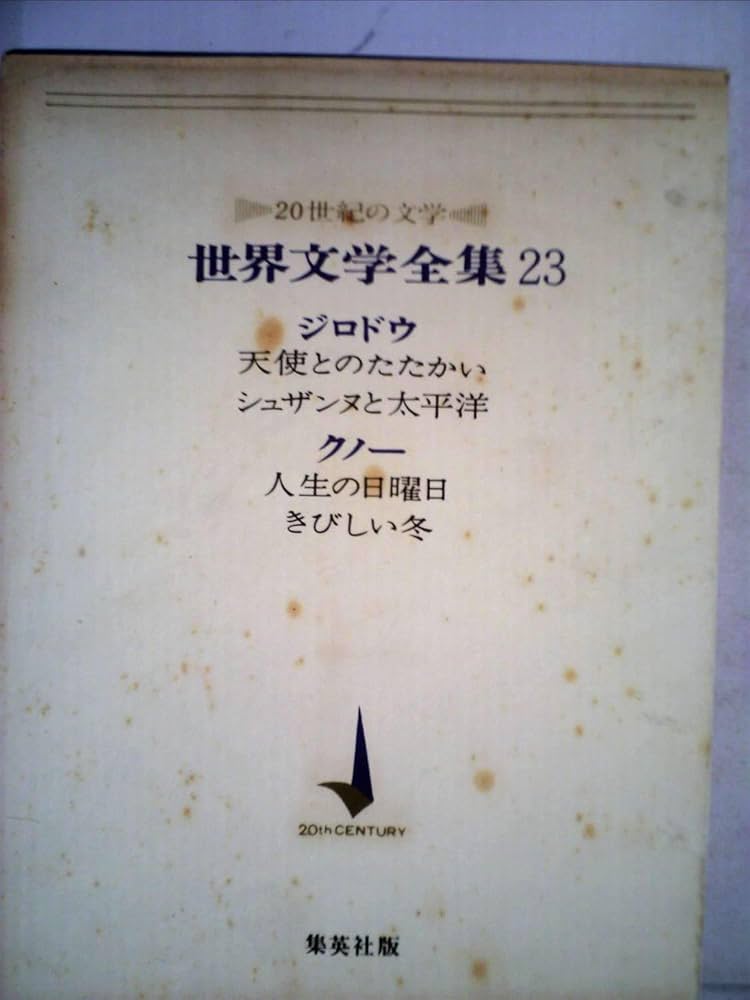 20世紀の文学
世界文学全集23
ジロドウ
天使とのたたかい
シュザンヌと太平洋
クノー
人生の日曜日
きびしい冬
20th CENTURY
集英社版